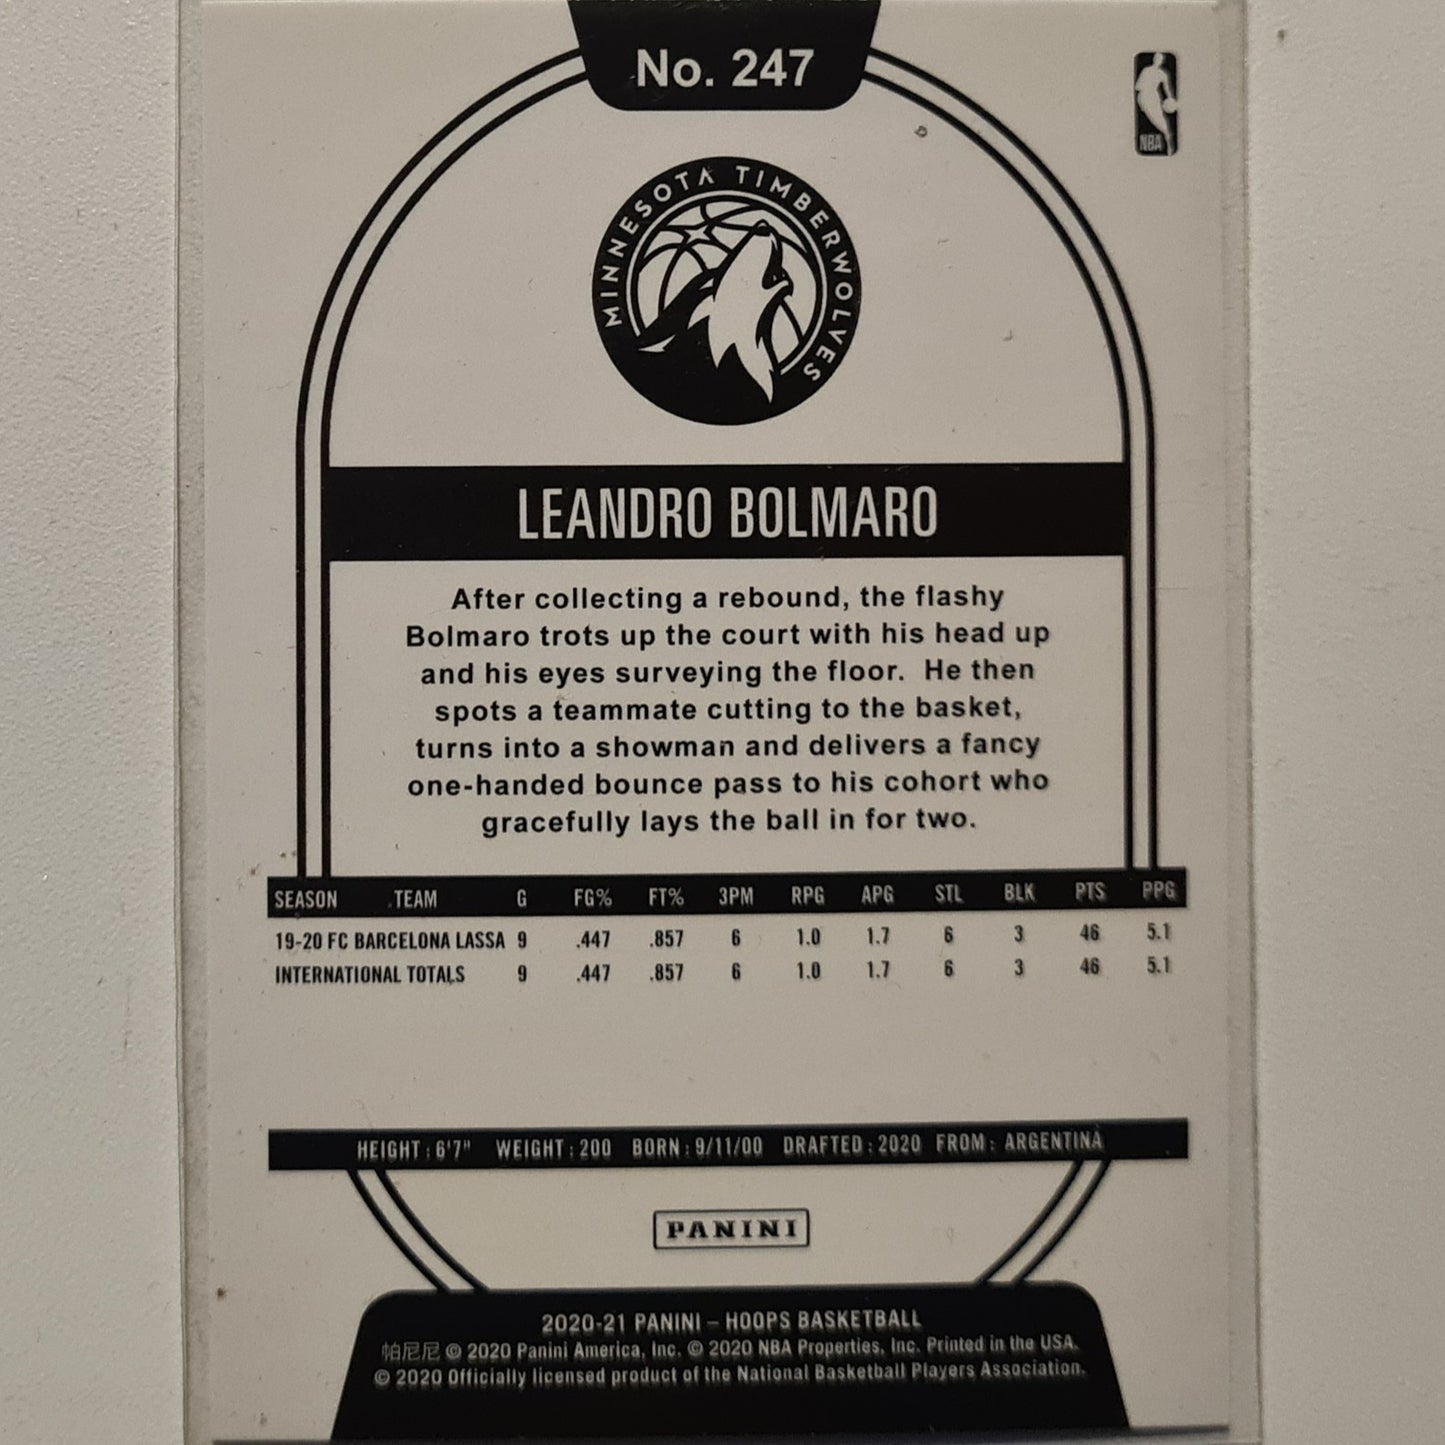 No. 247
NBA
MINNESOTA TIMBERWOLVES
LEANDRO BOLMARO
After collecting a rebound, the flashy
Bolmaro trots up the court with his head up
and his eyes surveying the floor. He then
spots a teammate cutting to the basket,
turns into a showman and delivers a fancy
one-handed bounce pass to his cohort who
gracefully lays the ball in for two.
SEASON TEAM G FG% FT% 3PM RPG APG STL BLK PTS PPG
19-20 FC BARCELONA LASSA 9 .447 .857 6 1.0 1.7 6 3 46 5.1
INTERNATIONAL TOTALS 9 .447 .857 6 1.0 1.7 6 3 46 5.1
HEIGHT : 6'7" WEIGHT : 200 BORN : 9/11/00 DRAFTED : 2020 FROM : ARGENTINA
PANINI
2020-21 PANINI – HOOPS BASKETBALL
帕尼尼 © 2020 Panini America, Inc. © 2020 NBA Properties, Inc. Printed in the USA.
© 2020 Officially licensed product of the National Basketball Players Association.